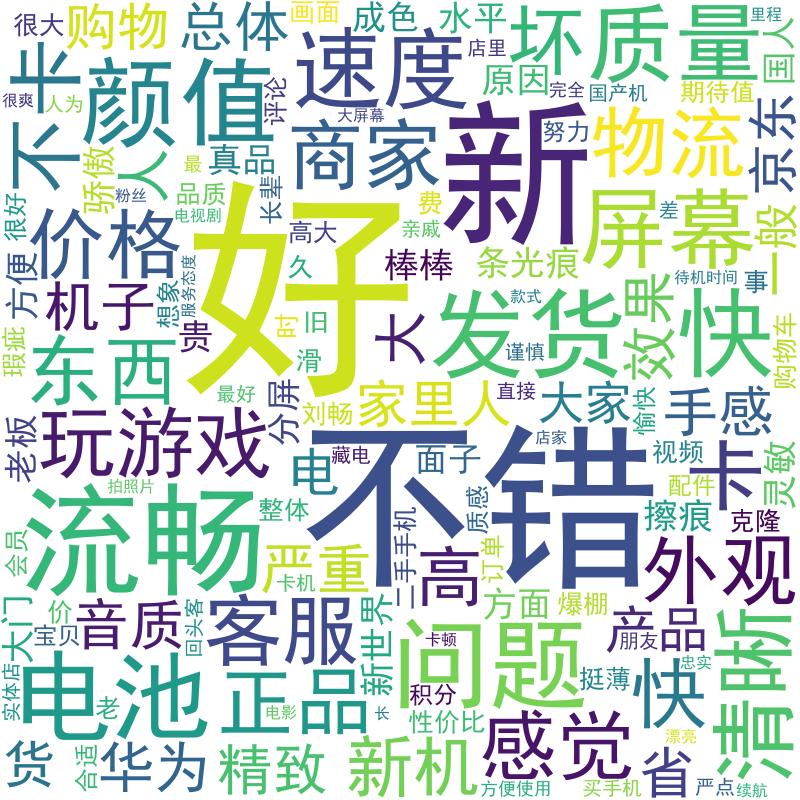 很大
购物
总体
画面
成色
水平
里程
店里
坏
质量
国人
不卡
颜值
速度
原因
完全
国产机
期待值
很爽
人为
评论
大屏幕
商家
新
努力
物流
京东
骄傲
人
最
真品
长辈
品质
粉丝
电视剧
很好
价格
好
高大
费
亲戚
差
屏幕
一般
方便
机子
想象
服务态度
久
棒棒
条光痕
效果
待机时间
事
瑕疵
贵
时
旧
滑
大
发货
款式
谨慎
快
购物车
东西
最好
分屏
刘畅
家里人
直接
大家
愉快
手感
老板
玩游戏
电
藏电
不错
面子
店家
视频
卡
灵敏
流畅
拍照片
整体
质感
配件
擦痕
克隆
会员
严重
卡机
二手手机
高
订单
外观
大门
价
宝贝
音质
回头客
客服
新世界
方面
爆棚
产品
朋友
清晰
实体店
电池
老
正品
电影
长
卡顿
问题
积分
性价比
挺薄
快
忠实
货
合适
华为
精致
新机
感觉
方便使用
买手机
省
漂亮
严点
续航